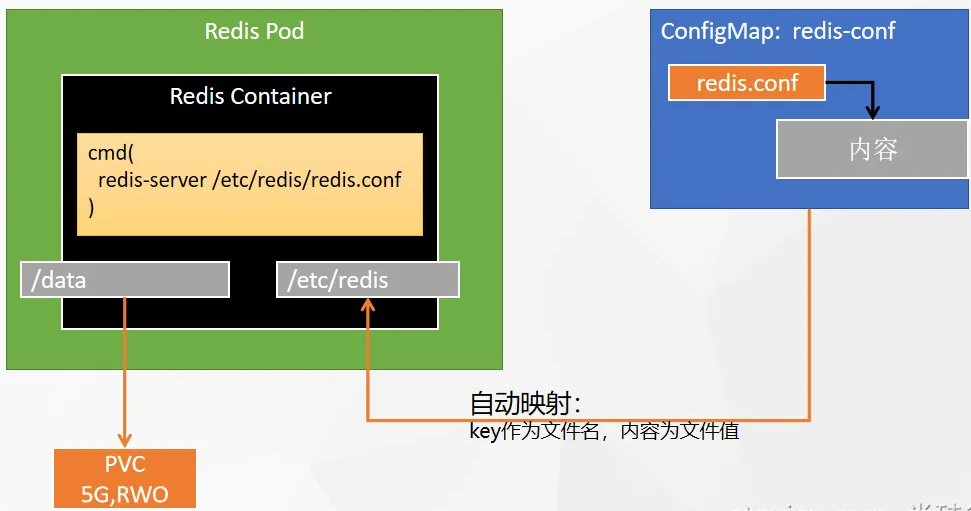 Redis Pod
Redis Container
cmd(
redis-server /etc/redis/redis.conf
)
/data
/etc/redis
PVC
5G,RWO
ConfigMap: redis-conf
redis.conf
内容
自动映射：
key作为文件名，内容为文件值